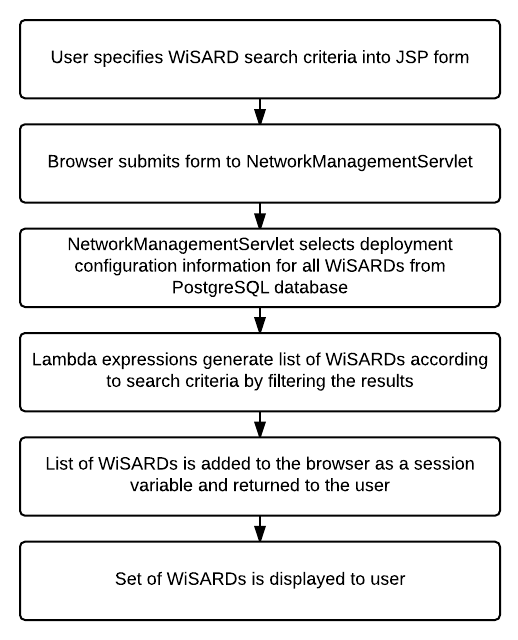 User specifies WiSARD search criteria into JSP form
Browser submits form to NetworkManagementServlet
NetworkManagementServlet selects deployment
configuration information for all WiSARDs from
PostgreSQL database
Lambda expressions generate list of WiSARDs according
to search criteria by filtering the results
List of WiSARDs is added to the browser as a session
variable and returned to the user
Set of WiSARDs is displayed to user